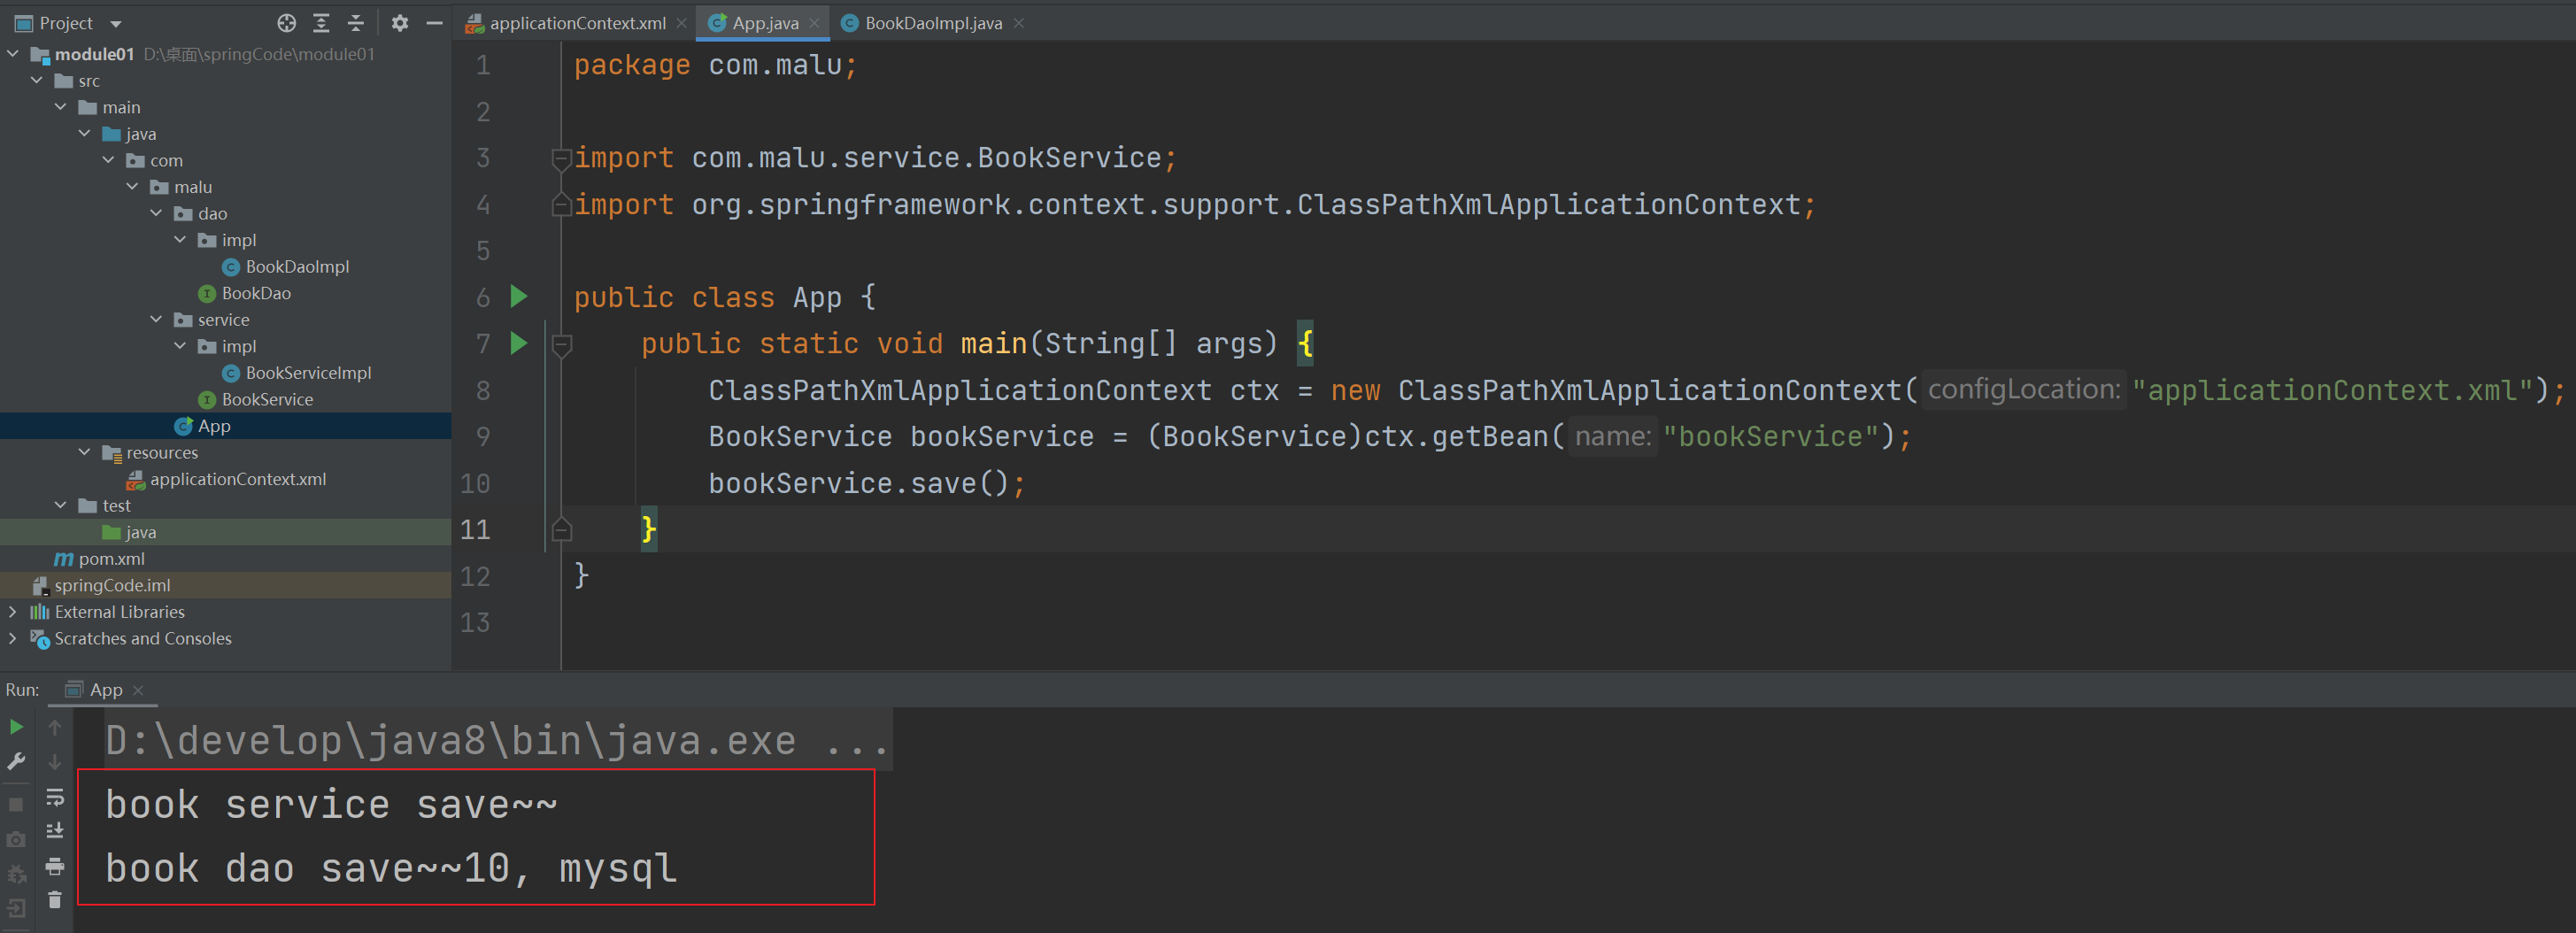 Project
applicationContext.xml
App.java
BookDaoImpl.java
module01 D:\桌面\springCode\module01
src
main
java
com
malu
dao
impl
BookDaoImpl
BookDao
service
impl
BookServiceImpl
BookService
App
resources
applicationContext.xml
test
java
pom.xml
springCode.iml
External Libraries
Scratches and Consoles
1 package com.malu;
2
3 import com.malu.service.BookService;
4 import org.springframework.context.support.ClassPathXmlApplicationContext;
5
6 public class App {
7 public static void main(String[] args) {
8 ClassPathXmlApplicationContext ctx = new ClassPathXmlApplicationContext( configLocation: "applicationContext.xml");
9 BookService bookService = (BookService)ctx.getBean( name: "bookService");
10 bookService.save();
11 }
12 }
13
Run: App
D:\develop\java8\bin\java.exe ...
book service save~~
book dao save~~10, mysql